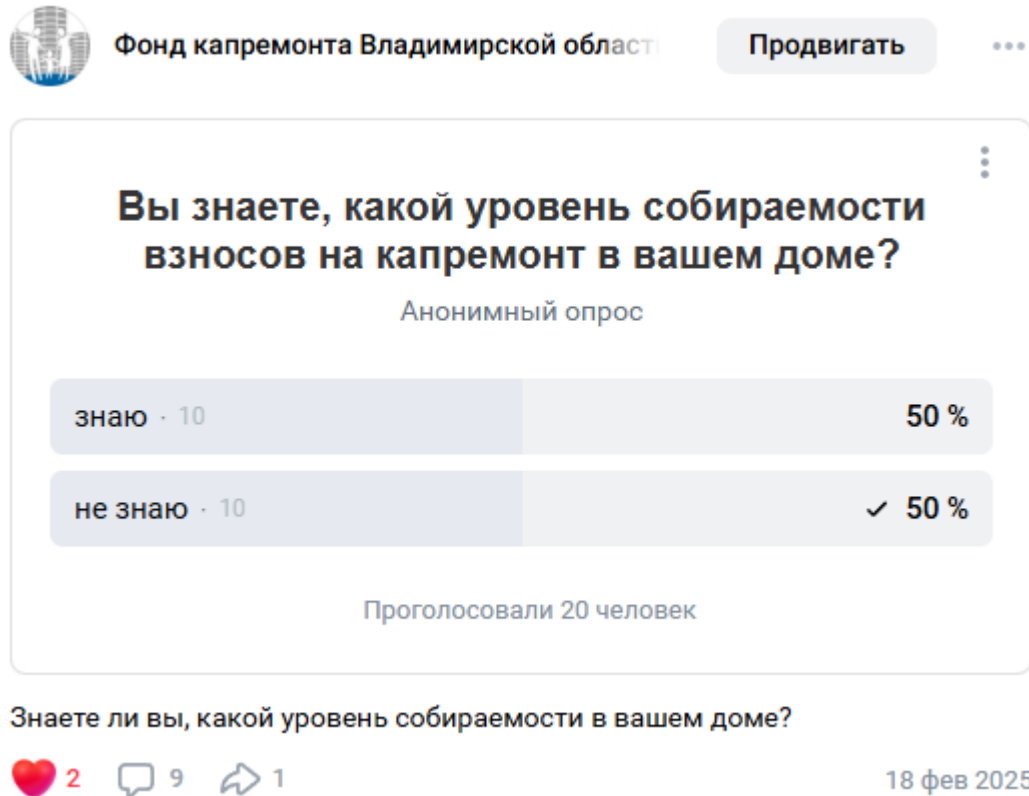 Фонд капремонта Владимирской област
Продвигать
Вы знаете, какой уровень собираемости
взносов на капремонт в вашем доме?
Анонимный опрос
знаю · 10 50 %
не знаю · 10 50 %
Проголосовали 20 человек
Знаете ли вы, какой уровень собираемости в вашем доме?
2 9 1 18 фев 2025